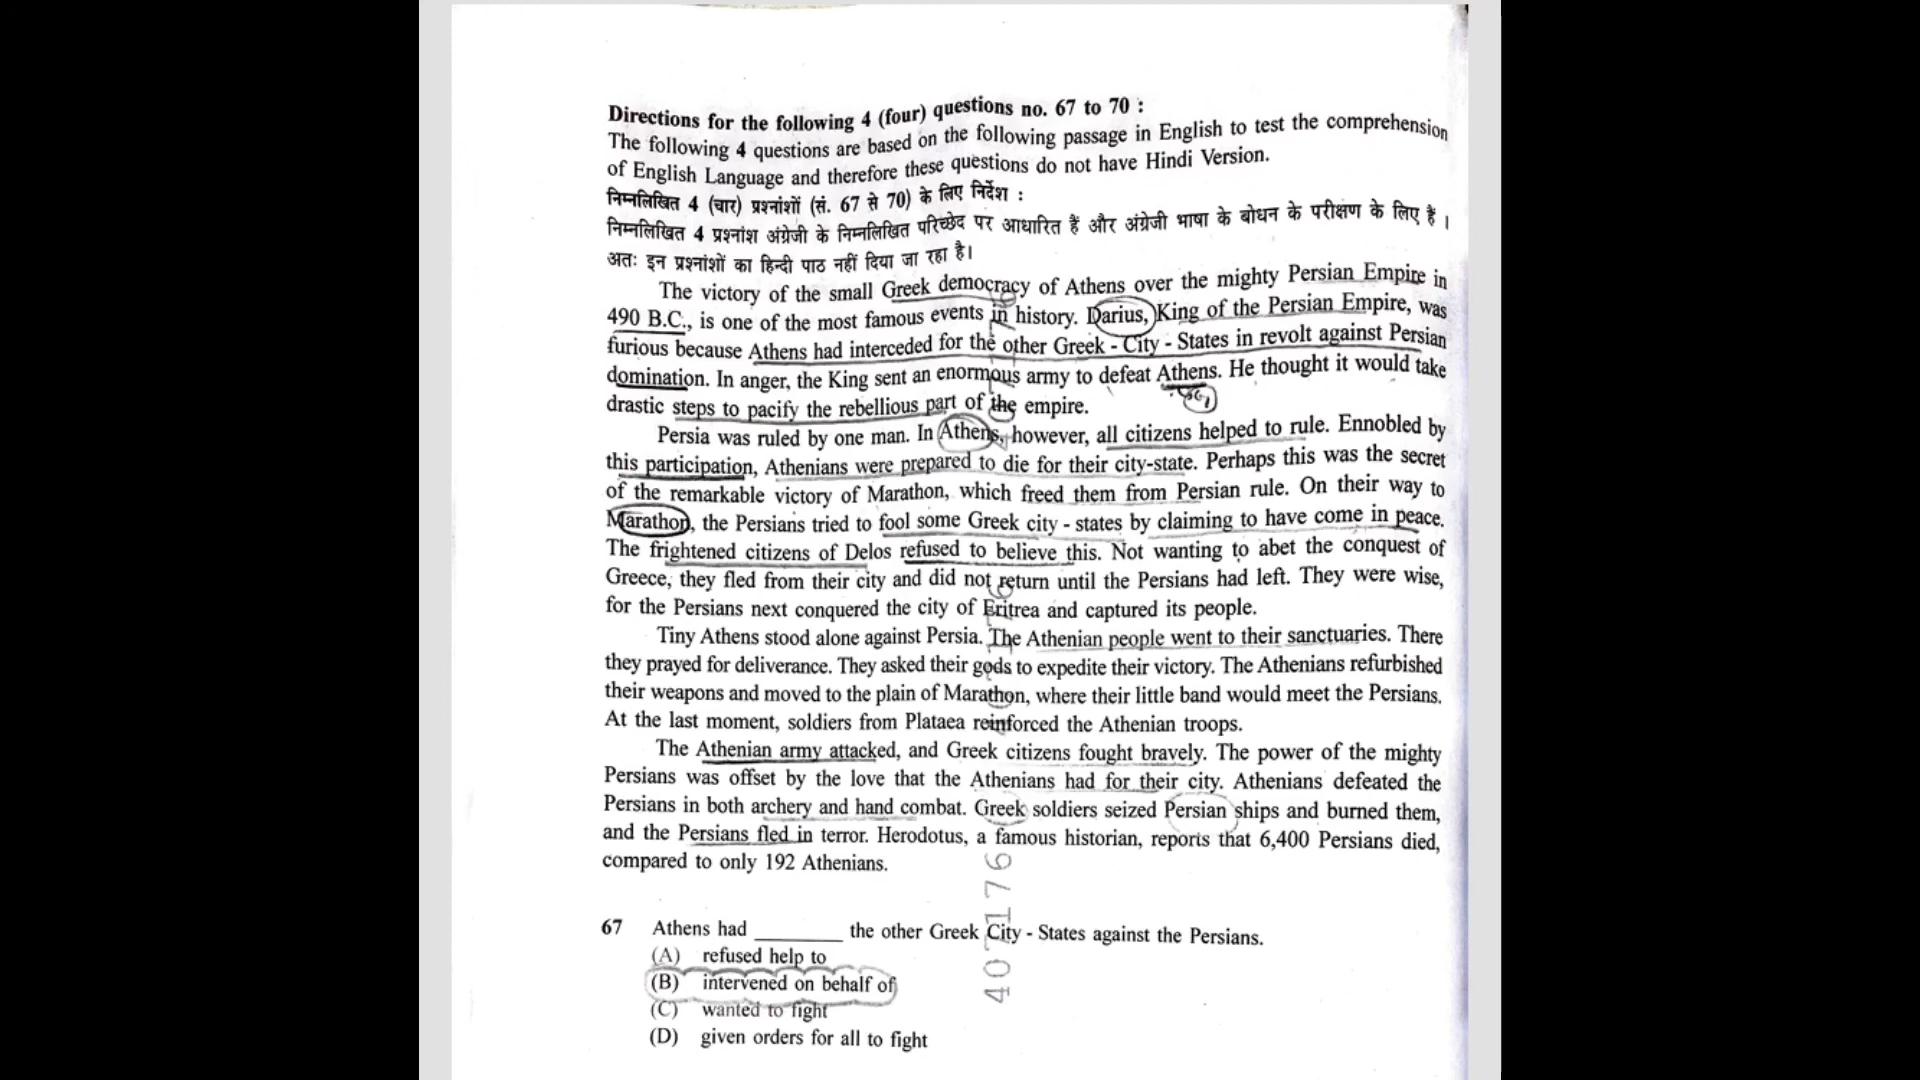 Directions for the following 4 (four) questions no. 67 to 70 :
The following 4 questions are based on the following passage in English to test the comprehension
of English Language and therefore these questions do not have Hindi Version.
निम्नलिखित 4 (चार) प्रश्नांशों (सं. 67 से 70) के लिए निर्देश :
निम्नलिखित 4 प्रश्नांश अंग्रेजी के निम्नलिखित परिच्छेद पर आधारित हैं और अंग्रेजी भाषा के बोधन के परीक्षण के लिए हैं ।
अतः इन प्रश्नांशों का हिन्दी पाठ नहीं दिया जा रहा है।
The victory of the small Greek democracy of Athens over the mighty Persian Empire in
490 B.C., is one of the most famous events in history. Darius, King of the Persian Empire, was
furious because Athens had interceded for the other Greek - City - States in revolt against Persian
domination. In anger, the King sent an enormous army to defeat Athens. He thought it would take
drastic steps to pacify the rebellious part of the empire.
Persia was ruled by one man. In Athens, however, all citizens helped to rule. Ennobled by
this participation, Athenians were prepared to die for their city-state. Perhaps this was the secret
of the remarkable victory of Marathon, which freed them from Persian rule. On their way to
Marathon, the Persians tried to fool some Greek city - states by claiming to have come in peace.
The frightened citizens of Delos refused to believe this. Not wanting to abet the conquest of
Greece, they fled from their city and did not return until the Persians had left. They were wise,
for the Persians next conquered the city of Eritrea and captured its people.
Tiny Athens stood alone against Persia. The Athenian people went to their sanctuaries. There
they prayed for deliverance. They asked their gods to expedite their victory. The Athenians refurbished
their weapons and moved to the plain of Marathon, where their little band would meet the Persians.
At the last moment, soldiers from Plataea reinforced the Athenian troops.
The Athenian army attacked, and Greek citizens fought bravely. The power of the mighty
Persians was offset by the love that the Athenians had for their city. Athenians defeated the
Persians in both archery and hand combat. Greek soldiers seized Persian ships and burned them,
and the Persians fled in terror. Herodotus, a famous historian, reports that 6,400 Persians died,
compared to only 192 Athenians.
67 Athens had ________ the other Greek City - States against the Persians.
(A) refused help to
(B) intervened on behalf of
(C) wanted to fight
(D) given orders for all to fight
407176